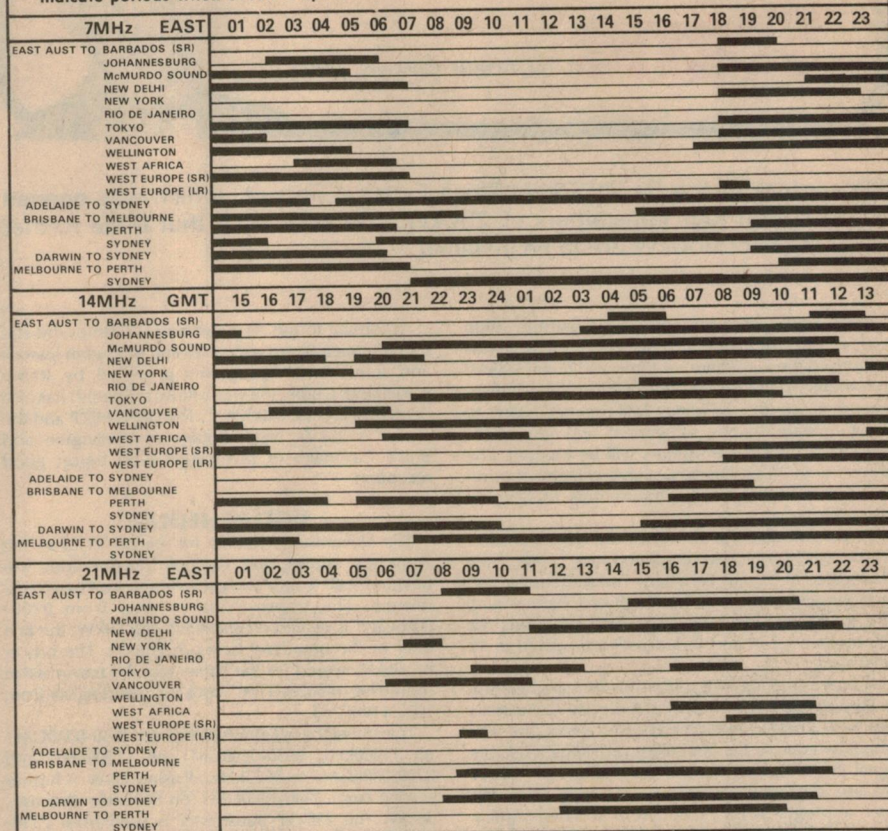 7MHz EAST 01 02 03 04 05 06 07 08 09 10 11 12 13 14 15 16 17 18 19 20 21 22 23
EAST AUST TO BARBADOS (SR)
JOHANNESBURG
McMURDO SOUND
NEW DELHI
NEW YORK
RIO DE JANEIRO
TOKYO
VANCOUVER
WELLINGTON
WEST AFRICA
WEST EUROPE (SR)
WEST EUROPE (LR)
ADELAIDE TO SYDNEY
BRISBANE TO MELBOURNE
PERTH
SYDNEY
DARWIN TO SYDNEY
MELBOURNE TO PERTH
SYDNEY
14MHz GMT 15 16 17 18 19 20 21 22 23 24 01 02 03 04 05 06 07 08 09 10 11 12 13
EAST AUST TO BARBADOS (SR)
JOHANNESBURG
McMURDO SOUND
NEW DELHI
NEW YORK
RIO DE JANEIRO
TOKYO
VANCOUVER
WELLINGTON
WEST AFRICA
WEST EUROPE (SR)
WEST EUROPE (LR)
ADELAIDE TO SYDNEY
BRISBANE TO MELBOURNE
PERTH
SYDNEY
DARWIN TO SYDNEY
MELBOURNE TO PERTH
SYDNEY
21MHz EAST 01 02 03 04 05 06 07 08 09 10 11 12 13 14 15 16 17 18 19 20 21 22 23
EAST AUST TO BARBADOS (SR)
JOHANNESBURG
McMURDO SOUND
NEW DELHI
NEW YORK
RIO DE JANEIRO
TOKYO
VANCOUVER
WELLINGTON
WEST AFRICA
WEST EUROPE (SR)
WEST EUROPE (LR)
ADELAIDE TO SYDNEY
BRISBANE TO MELBOURNE
PERTH
SYDNEY
DARWIN TO SYDNEY
MELBOURNE TO PERTH
SYDNEY